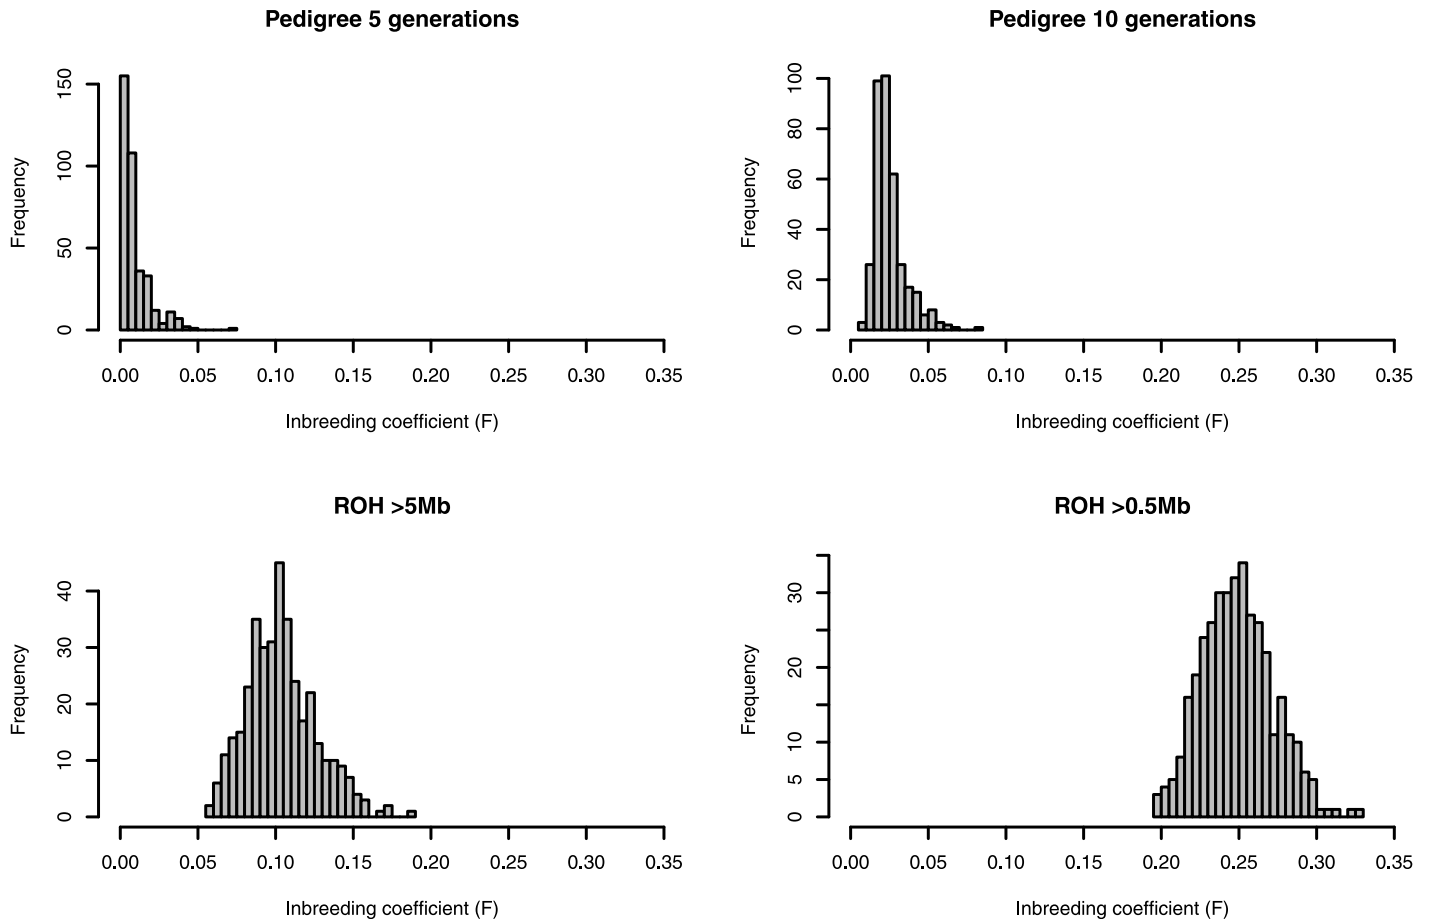 Pedigree 5 generations
Frequency
0
50
100
150
0.00 0.05 0.10 0.15 0.20 0.25 0.30 0.35
Inbreeding coefficient (F)
Pedigree 10 generations
Frequency
0
20
40
60
80
100
0.00 0.05 0.10 0.15 0.20 0.25 0.30 0.35
Inbreeding coefficient (F)
ROH >5Mb
Frequency
0
10
20
30
40
0.00 0.05 0.10 0.15 0.20 0.25 0.30 0.35
Inbreeding coefficient (F)
ROH >0.5Mb
Frequency
0
5
10
20
30
0.00 0.05 0.10 0.15 0.20 0.25 0.30 0.35
Inbreeding coefficient (F)